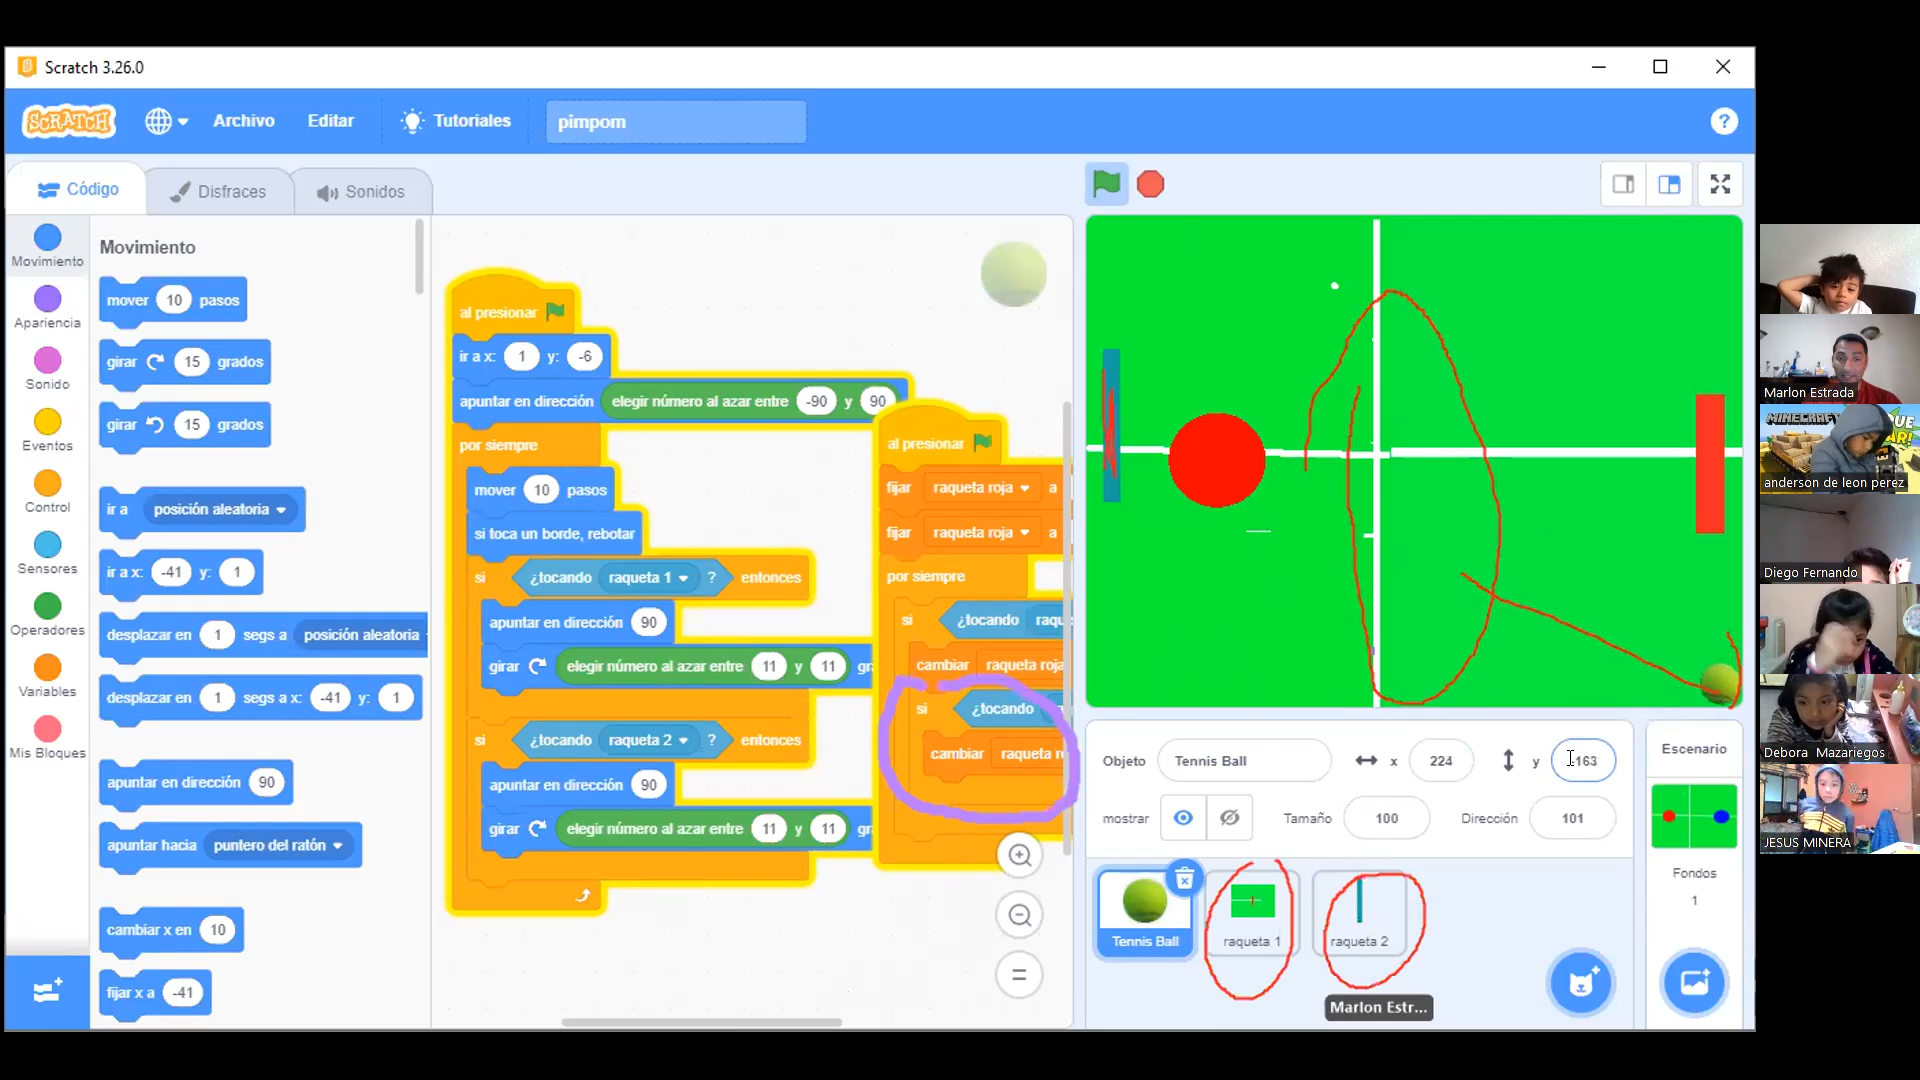 Scratch 3.26.0
SCRATCH
Archivo
Editar
Tutoriales
pimpom
?
Código
Disfraces
Sonidos
Movimiento
Apariencia
Sonido
Eventos
Control
Sensores
Operadores
Variables
Mis Bloques
Movimiento
mover 10 pasos
girar 15 grados
girar 15 grados
ir a posición aleatoria
ir a x: -41 y: 1
desplazar en 1 segs a posición aleatoria
desplazar en 1 segs a x: -41 y: 1
apuntar en dirección 90
apuntar hacia puntero del ratón
cambiar x en 10
fijar x a -41
al presionar
ir a x: 1 y: -6
apuntar en dirección elegir número al azar entre -90 y 90
por siempre
mover 10 pasos
si toca un borde, rebotar
si ¿tocando raqueta 1 ? entonces
apuntar en dirección 90
girar elegir número al azar entre 11 y 11 gr
si ¿tocando raqueta 2 ? entonces
apuntar en dirección 90
girar elegir número al azar entre 11 y 11 gr
al presionar
fijar raqueta roja a
fijar raqueta roja a
por siempre
si ¿tocando raqu
cambiar raqueta roja
si ¿tocando
cambiar raqueta ro
Objeto Tennis Ball x 224 y -163
mostrar Tamaño 100 Dirección 101
Tennis Ball
raqueta 1
raqueta 2
Marlon Estr...
Escenario
Fondos
1
Marlon Estrada
MINECRAF
anderson de leon perez
Diego Fernando
Debora Mazariegos
JESUS MINERA